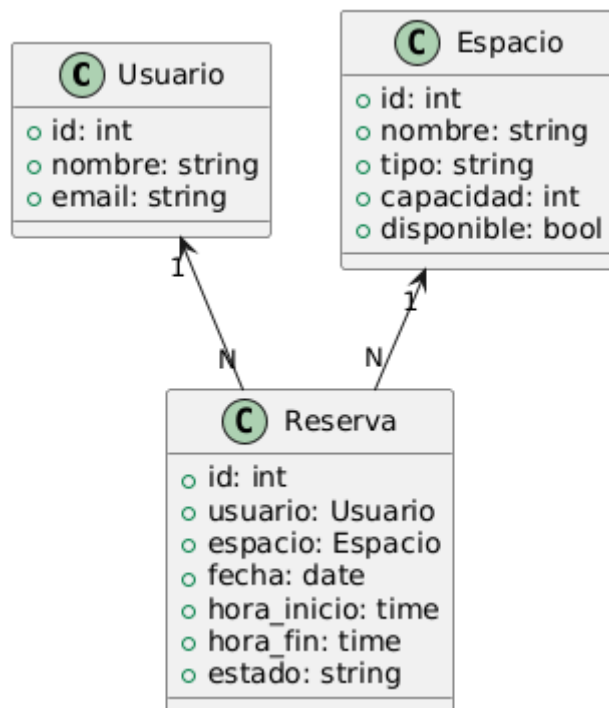 C Usuario
+ id: int
+ nombre: string
+ email: string
C Espacio
+ id: int
+ nombre: string
+ tipo: string
+ capacidad: int
+ disponible: bool
1
1
N
N
C Reserva
id: int
usuario: Usuario
espacio: Espacio
fecha: date
hora_inicio: time
hora_fin: time
estado: string